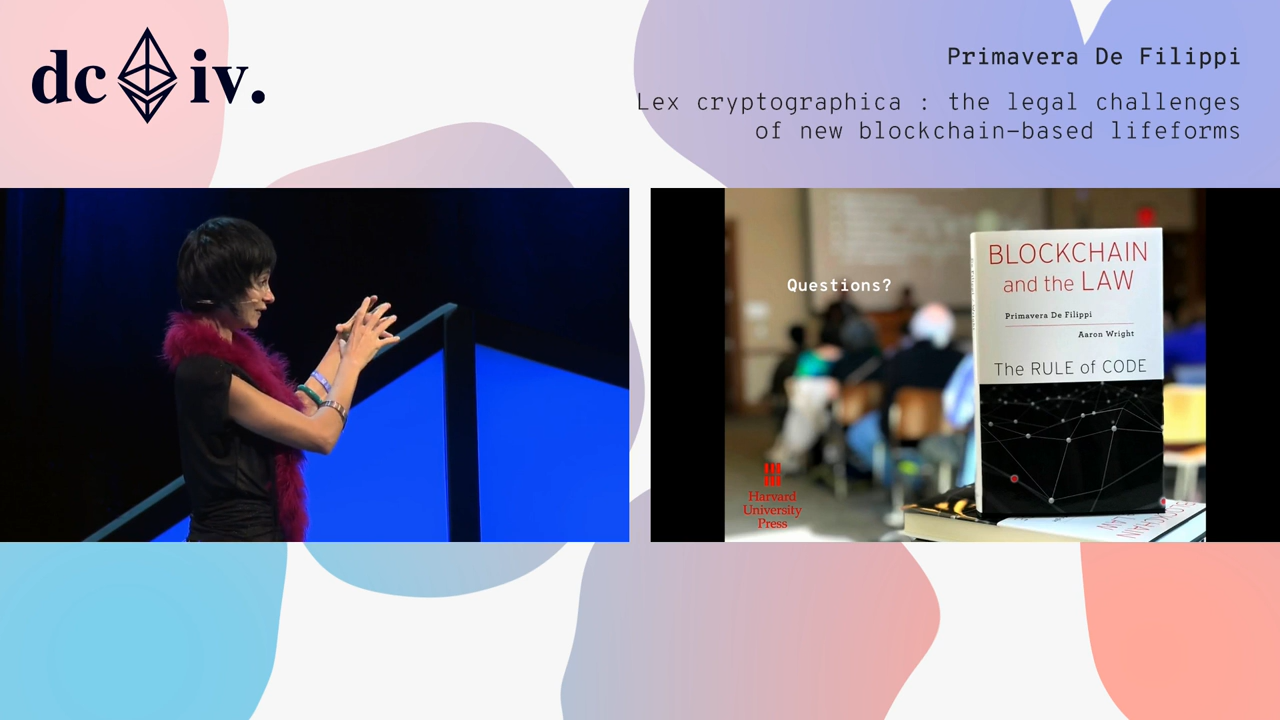 dc iv.
Primavera De Filippi
Lex cryptographica : the legal challenges
of new blockchain-based lifeforms
Questions?
BLOCKCHAIN
and the LAW
Primavera De Filippi
Aaron Wright
The RULE of CODE
Harvard
University
Press